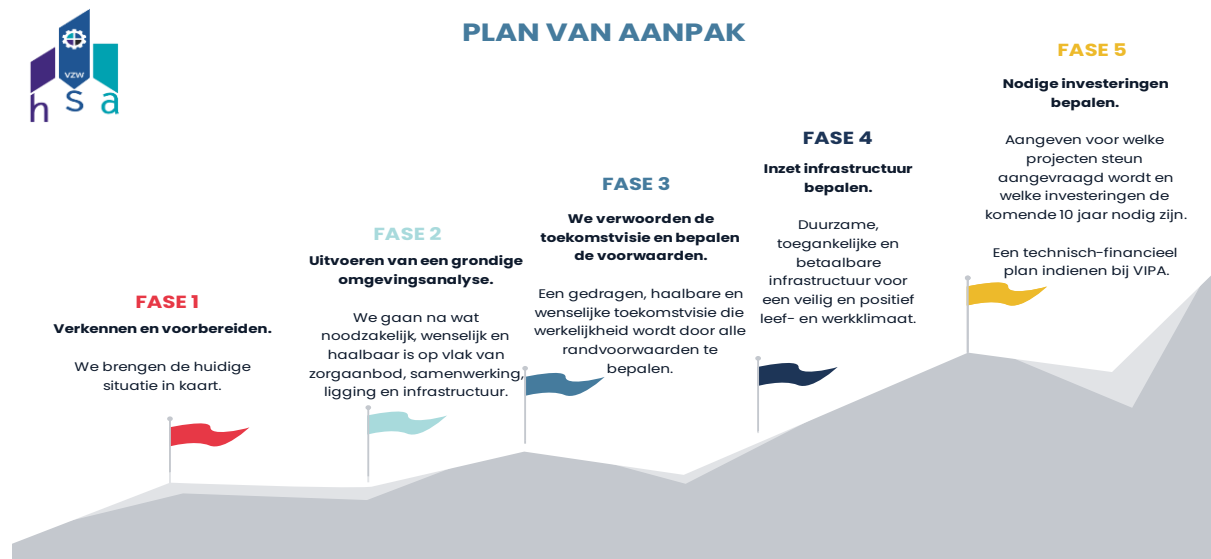 PLAN VAN AANPAK
vzw
h s a
FASE 1
Verkennen en voorbereiden.
We brengen de huidige
situatie in kaart.
FASE 2
Uitvoeren van een grondige
omgevingsanalyse.
We gaan na wat
noodzakelijk, wenselijk en
haalbaar is op vlak van
zorgaanbod, samenwerking,
ligging en infrastructuur.
FASE 3
We verwoorden de
toekomstvisie en bepalen
de voorwaarden.
Een gedragen, haalbare en
wenselijke toekomstvisie die
werkelijkheid wordt door alle
randvoorwaarden te
bepalen.
FASE 4
Inzet infrastructuur
bepalen.
Duurzame,
toegankelijke en
betaalbare
infrastructuur voor
een veilig en positief
leef- en werkklimaat.
FASE 5
Nodige investeringen
bepalen.
Aangeven voor welke
projecten steun
aangevraagd wordt en
welke investeringen de
komende 10 jaar nodig zijn.
Een technisch-financieel
plan indienen bij VIPA.